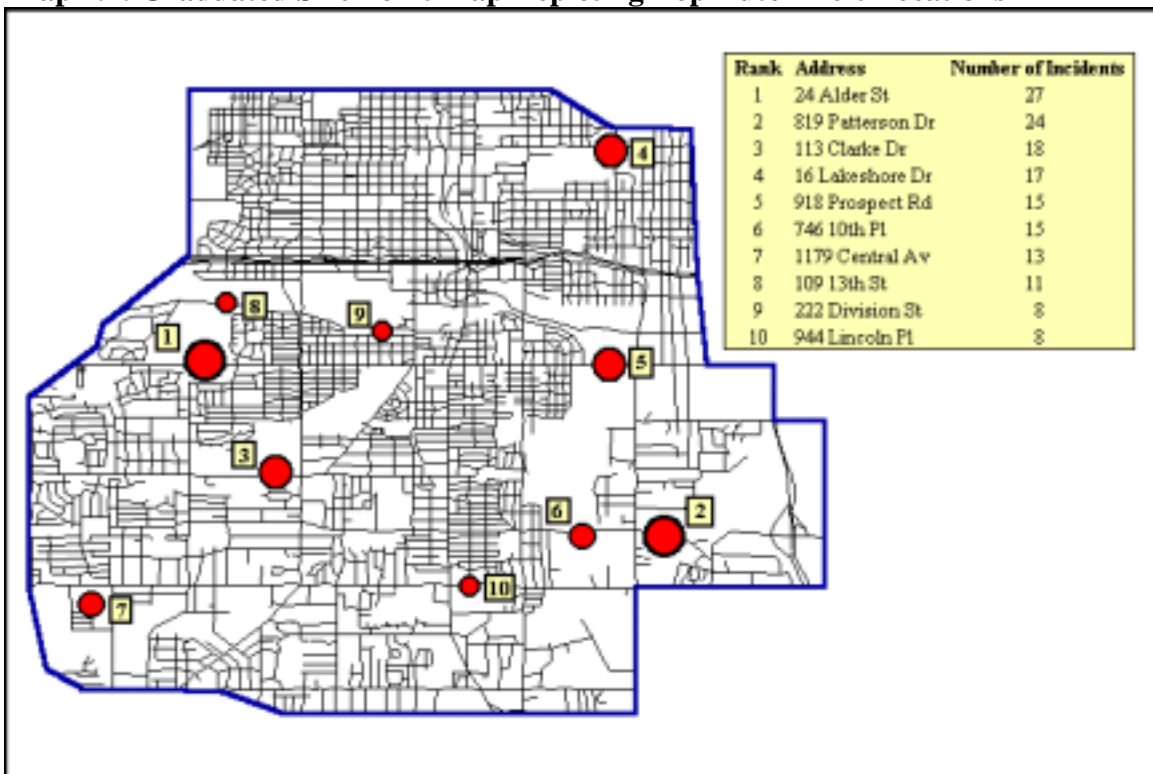 Rank Address Number of Incidents
1 24 Alder St 27
2 819 Patterson Dr 24
3 113 Clarke Dr 18
4 16 Lakeshore Dr 17
5 918 Prospect Rd 15
6 746 10th Pl 15
7 1179 Central Av 13
8 109 13th St 11
9 222 Division St 8
10 944 Lincoln Pl 8
4
8
9
1
5
3
6
2
10
7